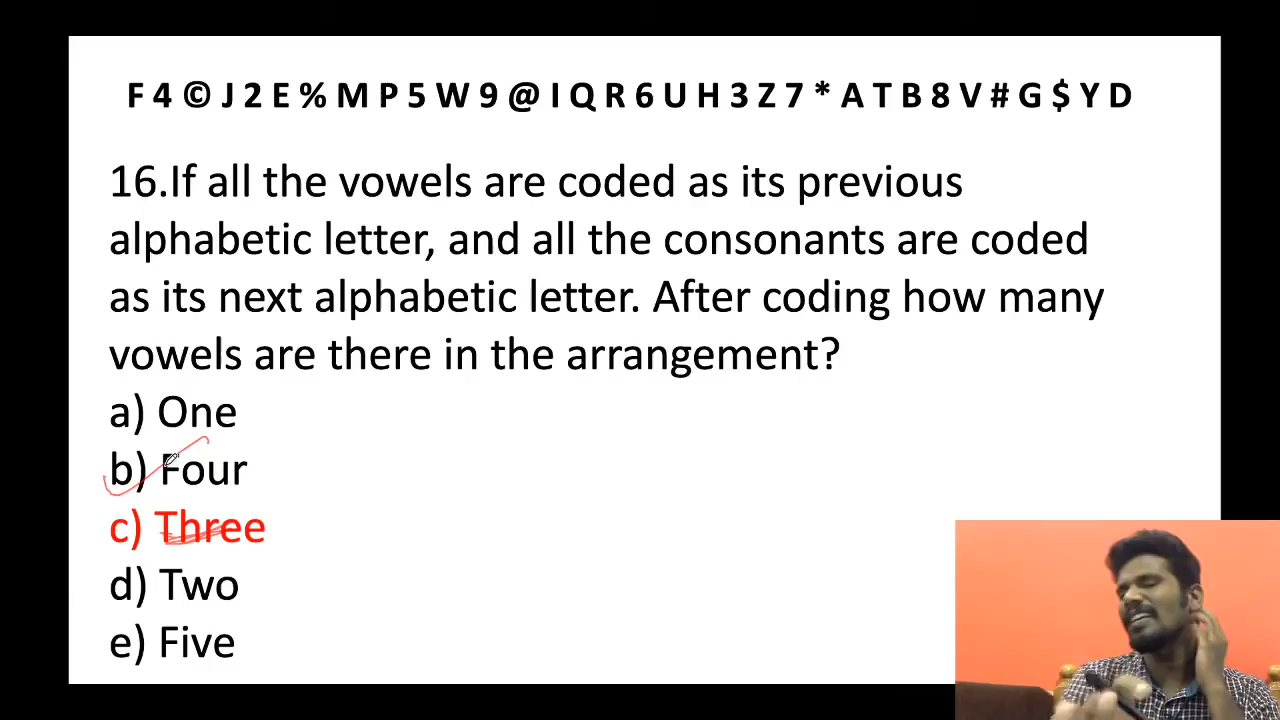 F 4 © J 2 E % M P 5 W 9 @ I Q R 6 U H 3 Z 7 * A T B 8 V # G $ Y D
16.If all the vowels are coded as its previous
alphabetic letter, and all the consonants are coded
as its next alphabetic letter. After coding how many
vowels are there in the arrangement?
a) One
b) Four
c) Three
d) Two
e) Five